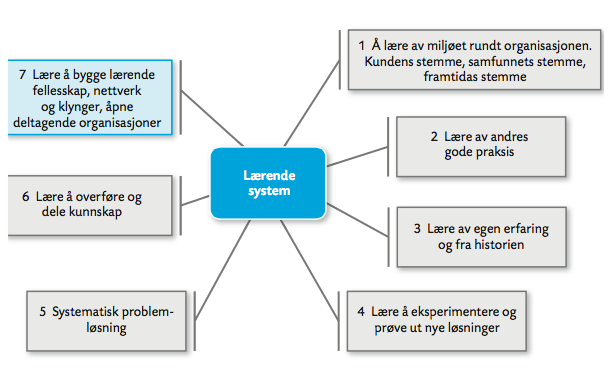 7 Lære å bygge lærende
fellesskap, nettverk
og klynger, åpne
deltagende organisasjoner
1 Å lære av miljøet rundt organisasjonen.
Kundens stemme, samfunnets stemme,
framtidas stemme
2 Lære av andres
gode praksis
Lærende
system
6 Lære å overføre og
dele kunnskap
3 Lære av egen erfaring
og fra historien
5 Systematisk problem-
løsning
4 Lære å eksperimentere og
prøve ut nye løsninger